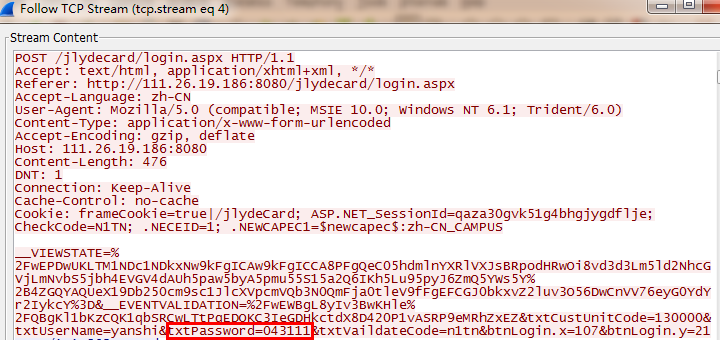 Follow TCP Stream (tcp.stream eq 4)
Stream Content
POST /jlydecard/login.aspx HTTP/1.1
Accept: text/html, application/xhtml+xml, */*
Referer: http://111.26.19.186:8080/jlydecard/login.aspx
Accept-Language: zh-CN
User-Agent: Mozilla/5.0 (compatible; MSIE 10.0; Windows NT 6.1; Trident/6.0)
Content-Type: application/x-www-form-urlencoded
Accept-Encoding: gzip, deflate
Host: 111.26.19.186:8080
Content-Length: 476
DNT: 1
Connection: Keep-Alive
Cache-Control: no-cache
Cookie: frameCookie=true|/jlydeCard; ASP.NET_SessionId=qaza30gvk51g4bhgjygdflje;
CheckCode=N1TN; .NECEID=1; .NEWCAPEC1=$newcapec$:zh-CN_CAMPUS
__VIEWSTATE=%
2FwEPDwUKLTM1NDc1NDkxNw9kFgICAw9kFgICCA8PFgQeC05hdmlnYXRlVXJsBRpodHRwOi8vd3d3Lm5ld2NhcG
VjLmNvbS5jbh4EVGV4dAUh5paw5byA5pmu55S15a2Q6IKh5Lu95pyJ6ZmQ5YWs5Y%
2B4ZGQYAQUeX19Db250cm9sc1JlcXVpcmVQb3N0QmFja0tleV9fFgEFCGJ0bkxvZ2luv3O56DwCnVV76eyG0YdY
r2IykcY%3D&__EVENTVALIDATION=%2FwEWBgL8yIv3BwKHle%
2FQBgKl1bKzCQK1qbSRCwLTtPqEDQKC3IeGDHkctdX8D420P1vASRP9eMRhZxEZ&txtCustUnitCode=130000&
txtUserName=yanshi&txtPassword=043111&txtVaildateCode=n1tn&btnLogin.x=107&btnLogin.y=21